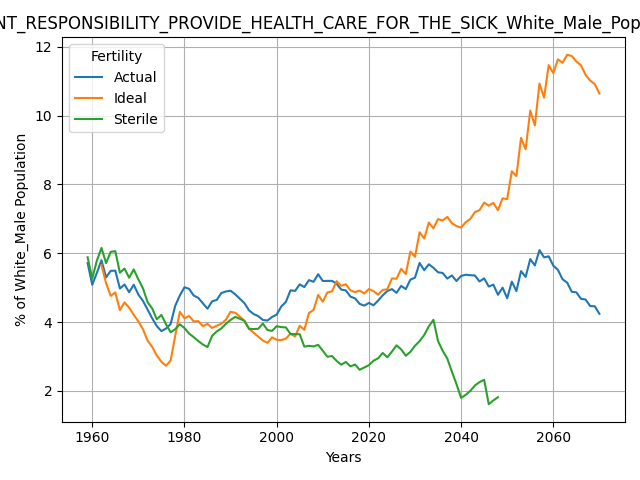 NT_RESPONSIBILITY_PROVIDE_HEALTH_CARE_FOR_THE_SICK_White_Male_Pop
Fertility
Actual
Ideal
Sterile
% of White_Male Population
12
10
8
6
4
2
1960 1980 2000 2020 2040 2060
Years